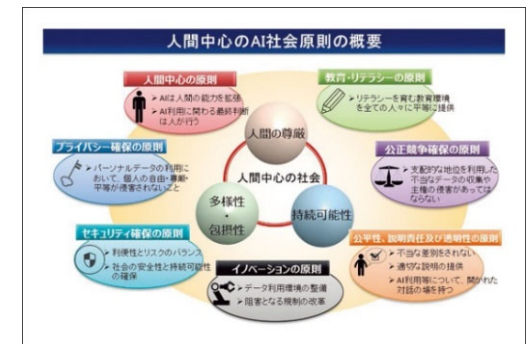 人間中心のAI社会原則の概要
人間中心の原則
➢ AIは人間の能力を拡張
➢ AI利用に関わる最終判断
は人が行う
教育・リテラシーの原則
➢ リテラシーを育む教育環境
を全ての人々に平等に提供
プライバシー確保の原則
➢ パーソナルデータの利用に
おいて、個人の自由・尊厳・
平等が侵害されないこと
公正競争確保の原則
➢ 支配的な地位を利用した
不当なデータの収集や
主権の侵害があっては
ならない
人間の尊厳
人間中心の社会
多様性
・
包摂性
持続可能性
セキュリティ確保の原則
➢ 利便性とリスクのバランス
➢ 社会の安全性と持続可能性
の確保
イノベーションの原則
➢ データ利用環境の整備
➢ 阻害となる規制の改革
公平性、説明責任及び透明性の原則
➢ 不当な差別をされない
➢ 適切な説明の提供
➢ AI利用等について、開かれた
対話の場を持つ